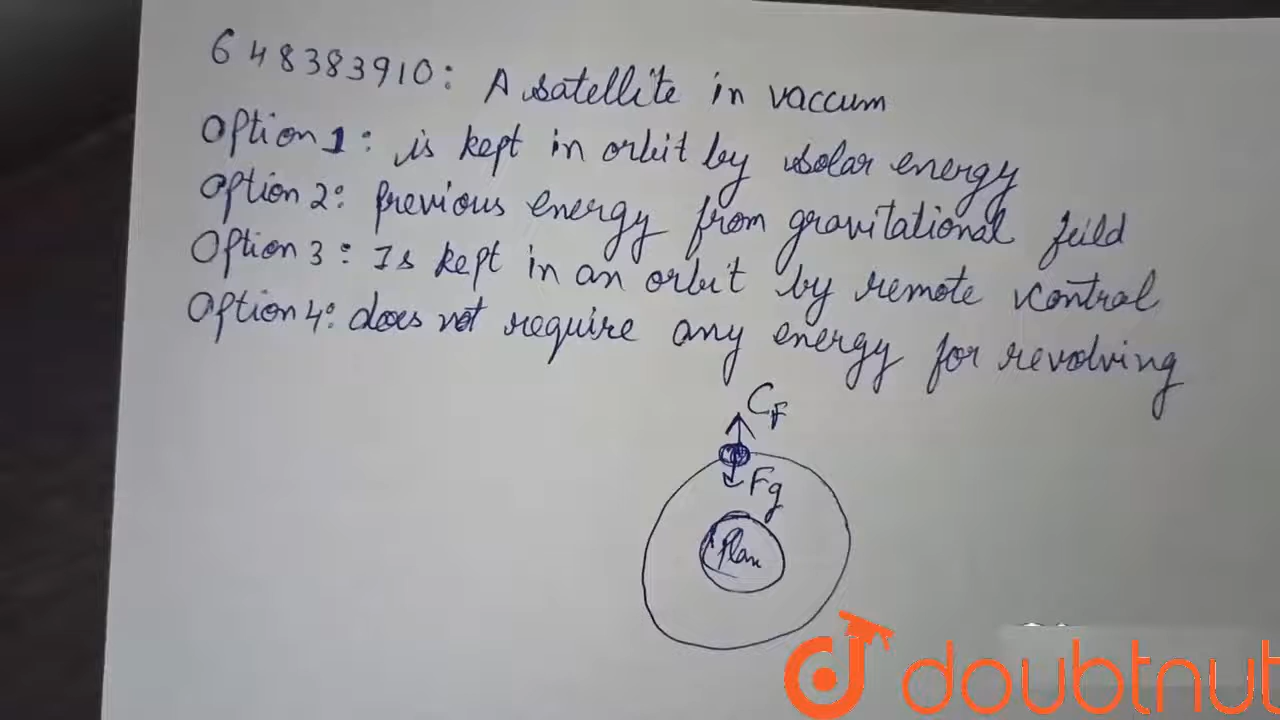 648383910: A satellite in vaccum
Option 1: is kept in orbit by solar energy
Option 2: Previous energy from gravitational feild
Option 3: Is kept in an orbit by remote control
Option 4: does not require any energy for revolving
CF
Fg
Plan
doubtnut